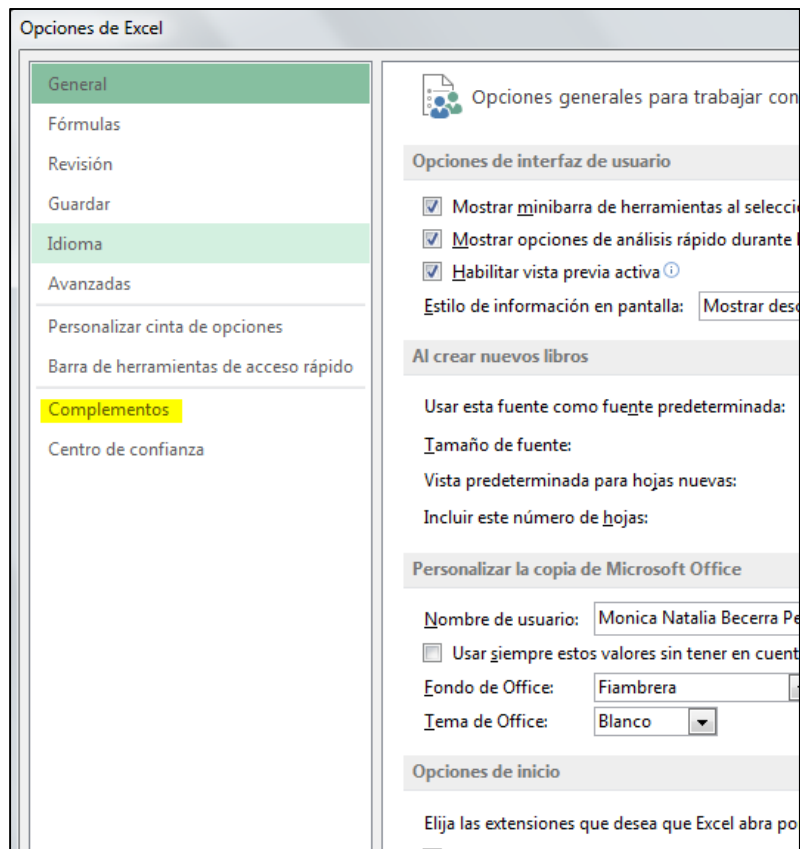 Opciones de Excel
General
Fórmulas
Revisión
Guardar
Idioma
Avanzadas
Personalizar cinta de opciones
Barra de herramientas de acceso rápido
Complementos
Centro de confianza
Opciones generales para trabajar con
Opciones de interfaz de usuario
Mostrar minibarra de herramientas al selecci
Mostrar opciones de análisis rápido durante
Habilitar vista previa activa
Estilo de información en pantalla: Mostrar desc
Al crear nuevos libros
Usar esta fuente como fuente predeterminada:
Tamaño de fuente:
Vista predeterminada para hojas nuevas:
Incluir este número de hojas:
Personalizar la copia de Microsoft Office
Nombre de usuario: Monica Natalia Becerra Pe
Usar siempre estos valores sin tener en cuent
Fondo de Office: Fiambrera
Tema de Office: Blanco
Opciones de inicio
Elija las extensiones que desea que Excel abra po